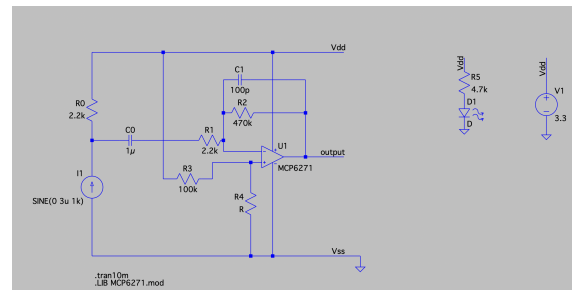 Vdd
C1
100p
R2
470k
R0
2.2k
C0
1µ
R1
2.2k
U1
MCP6271
output
R3
100k
I1
SINE(0 3u 1k)
R4
R
Vss
.tran10m
.LIB MCP6271.mod
Vdd
R5
4.7k
D1
D
Vdd
V1
3.3